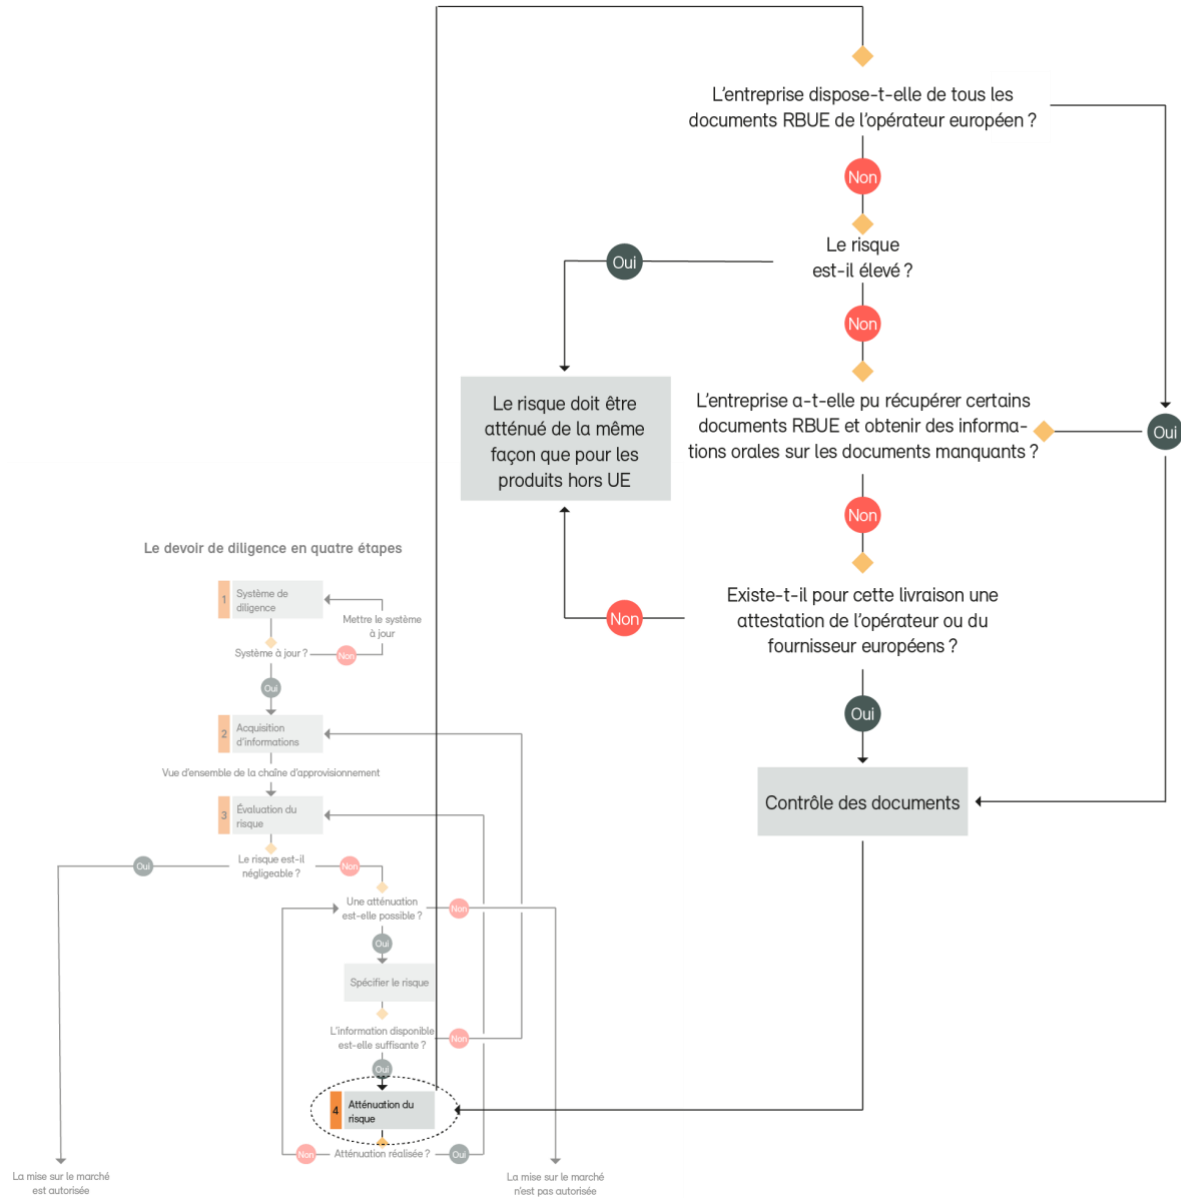 L'entreprise dispose-t-elle de tous les
documents RBUE de l'opérateur européen ?
Non
Le risque
est-il élevé ?
Oui
Non
L'entreprise a-t-elle pu récupérer certains
documents RBUE et obtenir des informa-
tions orales sur les documents manquants ?
Oui
Le risque doit être
atténué de la même
façon que pour les
produits hors UE
Non
Existe-t-il pour cette livraison une
attestation de l'opérateur ou du
fournisseur européens ?
Non
Oui
Contrôle des documents
Le devoir de diligence en quatre étapes
1
Système de
diligence
Mettre le système
à jour
Système à jour ?
Non
Oui
2
Acquisition
d'informations
Vue d'ensemble de la chaîne d'approvisionnement
3
Évaluation du
risque
Le risque est-il
négligeable ?
Oui
Non
Une atténuation
est-elle possible ?
Non
Oui
Spécifier le risque
L'information disponible
est-elle suffisante ?
Non
Oui
4
Atténuation du
risque
Non
Atténuation réalisée ?
Oui
La mise sur le marché
est autorisée
La mise sur le marché
n'est pas autorisée